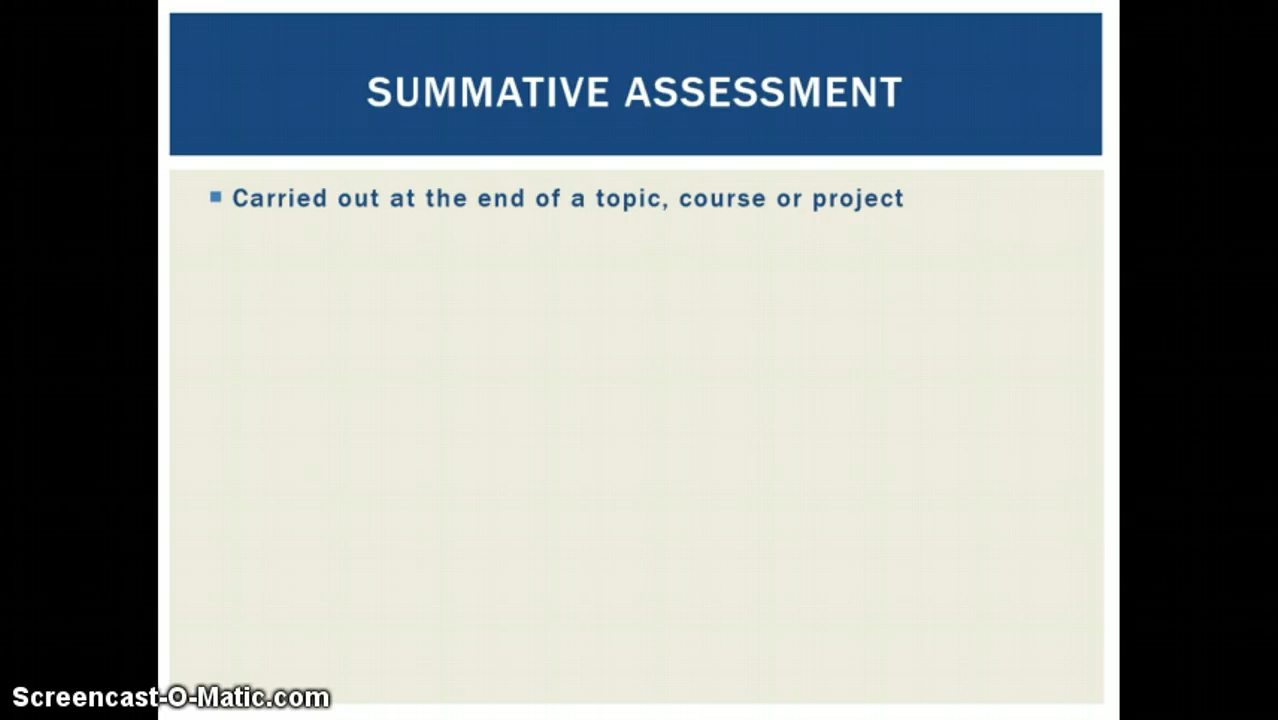 SUMMATIVE ASSESSMENT
Carried out at the end of a topic, course or project
Screencast-O-Matic.com